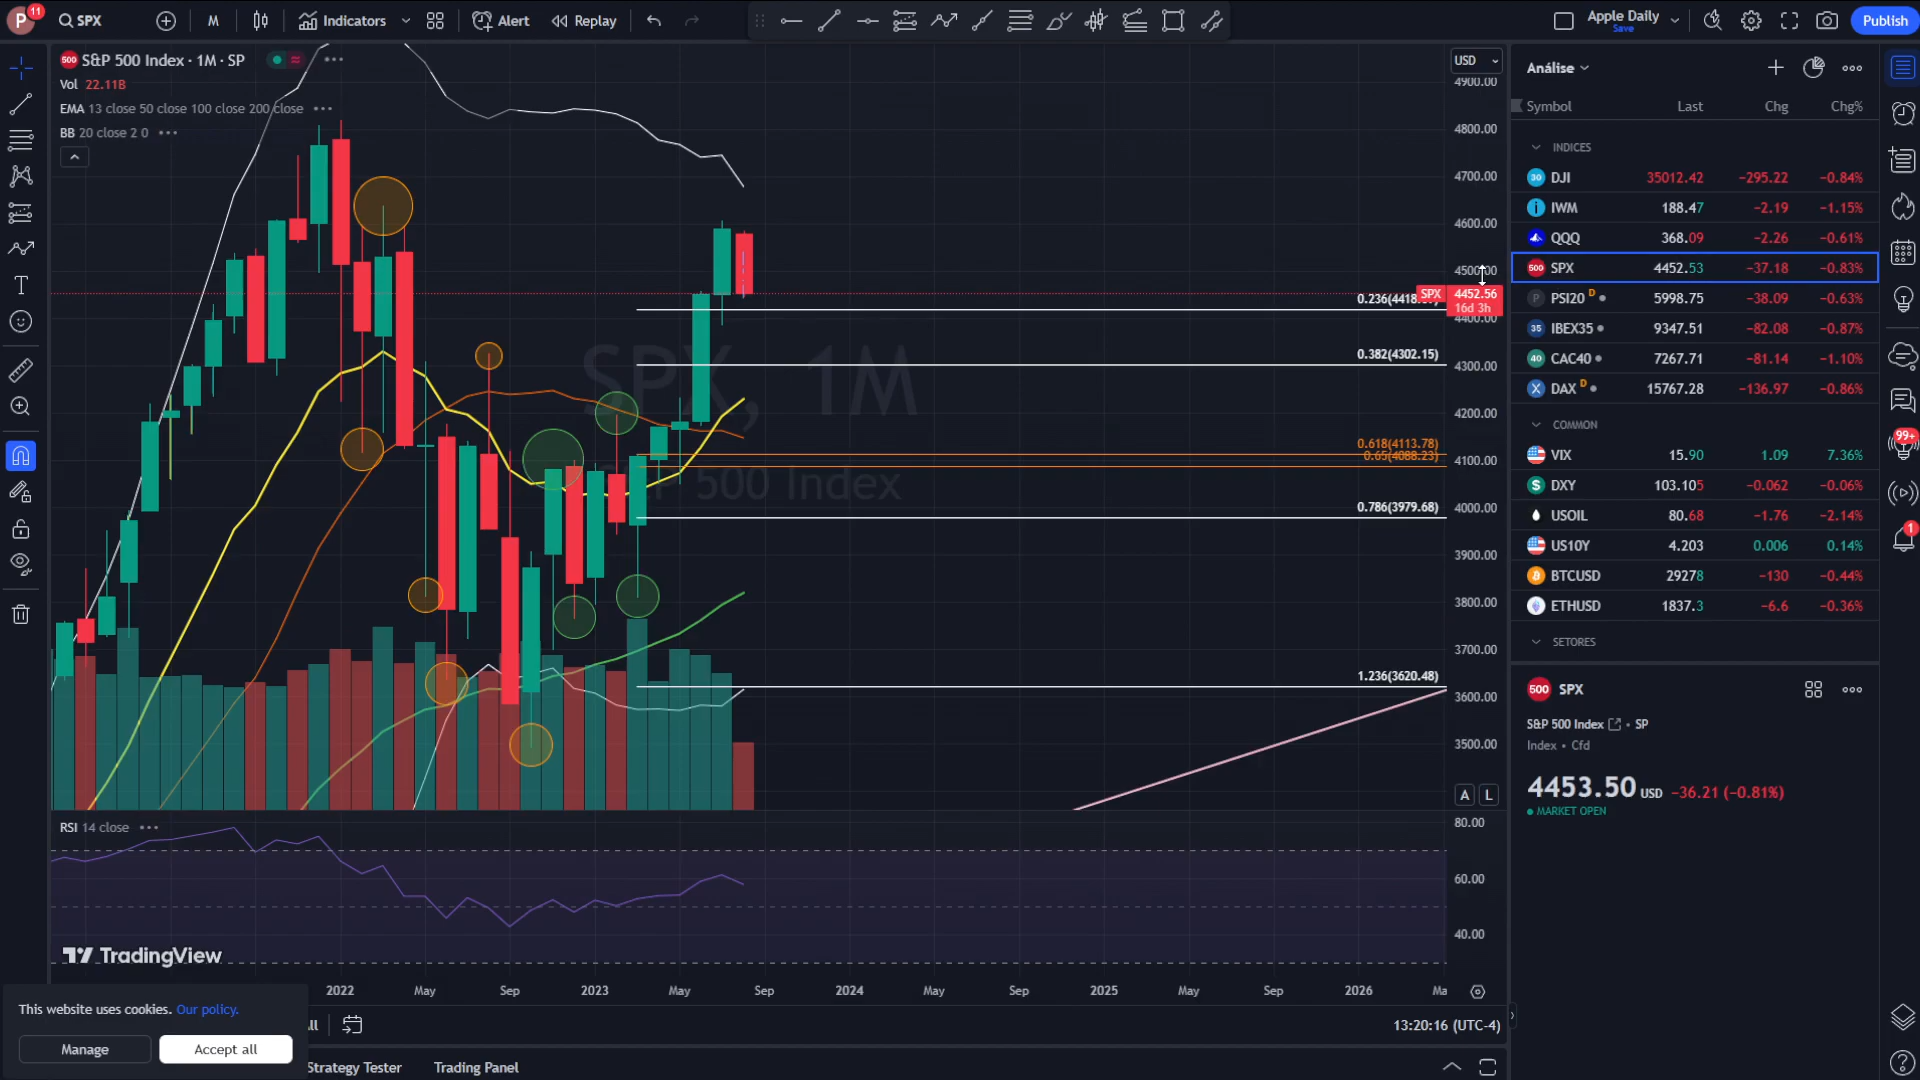 P 11 SPX M Indicators Alert Replay Apple Daily Save Publish
500 S&P 500 Index · 1M · SP
Vol 22.11B
EMA 13 close 50 close 100 close 200 close
BB 20 close 2 0
SPX, 1M
S&P 500 Index
USD
4900.00
4800.00
4700.00
4600.00
4500.00
SPX 4452.56
16d 3h
4400.00
4300.00
4200.00
4100.00
4000.00
3900.00
3800.00
3700.00
3600.00
3500.00
0.382(4302.15)
0.618(4113.78)
0.65(4088.23)
0.786(3979.68)
1.236(3620.48)
A L
RSI 14 close
80.00
60.00
40.00
TradingView
2022 May Sep 2023 May Sep 2024 May Sep 2025 May Sep 2026
13:20:16 (UTC-4)
Strategy Tester Trading Panel
This website uses cookies. Our policy.
Manage Accept all
Análise
Symbol Last Chg Chg%
INDICES
30 DJI 35012.42 −295.22 −0.84%
IWM 188.47 −2.19 −1.15%
QQQ 368.09 −2.26 −0.61%
500 SPX 4452.53 −37.18 −0.83%
P PSI20 D 5998.75 −38.09 −0.63%
35 IBEX35 9347.51 −82.08 −0.87%
40 CAC40 7267.71 −81.14 −1.10%
X DAX D 15767.28 −136.97 −0.86%
COMMON
VIX 15.90 1.09 7.36%
$ DXY 103.105 −0.062 −0.06%
USOIL 80.68 −1.76 −2.14%
US10Y 4.203 0.006 0.14%
BTCUSD 29278 −130 −0.44%
ETHUSD 1837.3 −6.6 −0.36%
SETORES
500 SPX
S&P 500 Index · SP
Index · Cfd
4453.50 USD −36.21 (−0.81%)
MARKET OPEN
99+
1